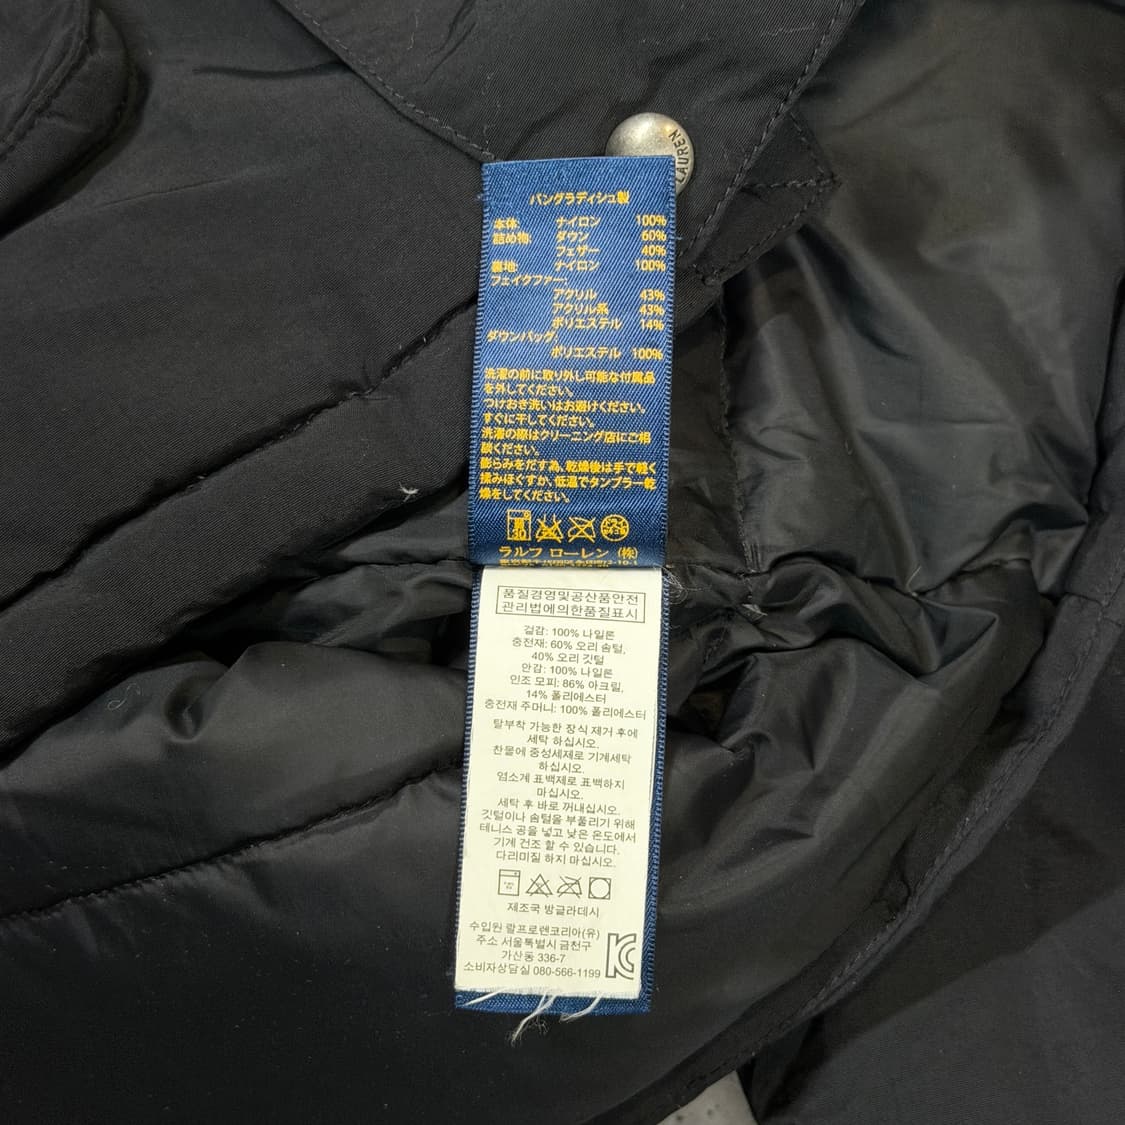 LAUREN
バングラディシュ製
本体: ナイロン 100%
詰め物: ダウン 60%
フェザー 40%
裏地: ナイロン 100%
フェイクファー:
アクリル 43%
アクリル系 43%
ポリエステル 14%
ダウンバッグ:
ポリエステル 100%
洗濯の前に取り外し可能な付属品
を外してください。
つけおき洗いはお避けください。
すぐに干してください。
洗濯の際はクリーニング店にご相
談ください。
膨らみをだす為、乾燥後は手で軽く
揉みほぐすか、低温でタンブラー乾
燥をしてください。
30
ラルフ ローレン (株)
품질경영및공산품안전
관리법에의한품질표시
겉감: 100% 나일론
충전재: 60% 오리 솜털,
40% 오리 깃털
안감: 100% 나일론
인조 모피: 86% 아크릴,
14% 폴리에스터
충전재 주머니: 100% 폴리에스터
탈부착 가능한 장식 제거 후에
세탁 하십시오.
찬물에 중성세제로 기계세탁
하십시오.
염소계 표백제로 표백하지
마십시오.
세탁 후 바로 꺼내십시오.
깃털이나 솜털을 부풀리기 위해
테니스 공을 넣고 낮은 온도에서
기계 건조 할 수 있습니다.
다리미질 하지 마십시오.
제조국 방글라데시
수입원 랄프로렌코리아(유)
주소 서울특별시 금천구
가산동 336-7
소비자상담실 080-566-1199